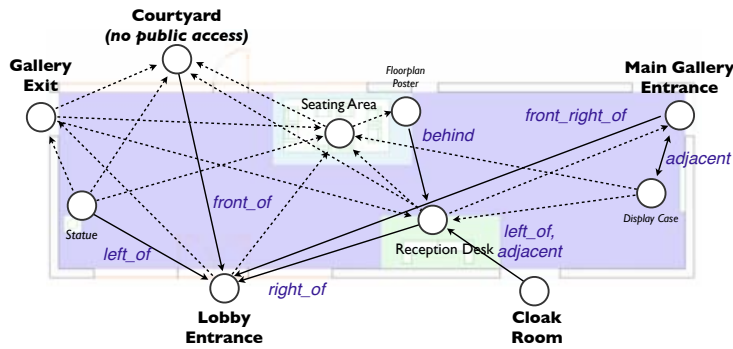 Courtyard
(no public access)
Gallery
Exit
Floorplan
Poster
Main Gallery
Entrance
Seating Area
front_right_of
behind
adjacent
front_of
Statue
Display Case
left_of
Reception Desk
left_of,
adjacent
right_of
Lobby
Entrance
Cloak
Room